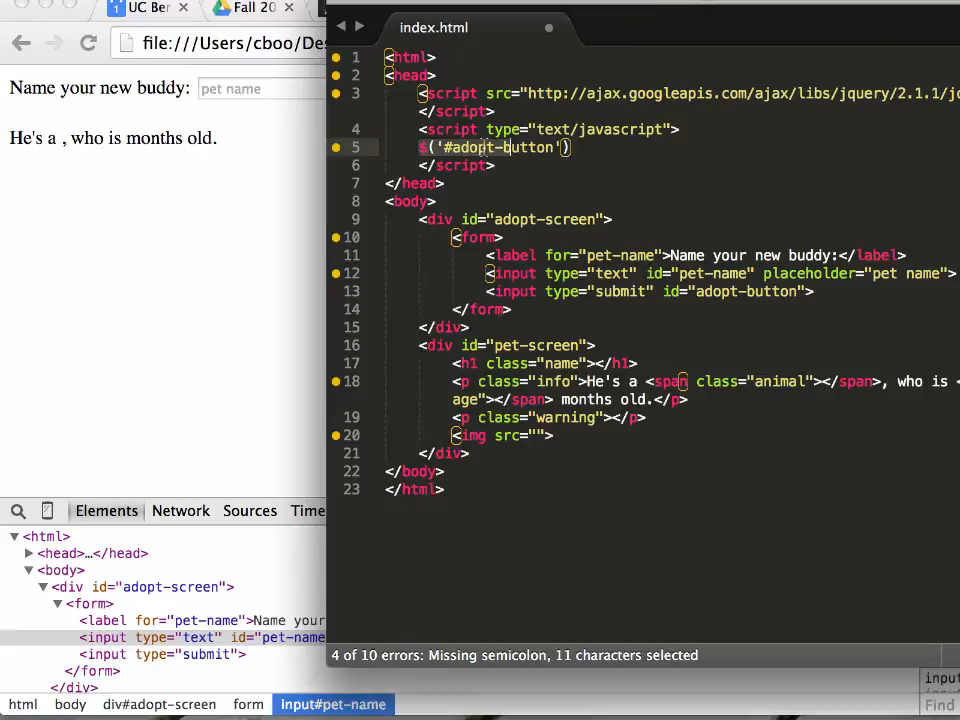 UC Ber
Fall 20
file:///Users/cboo/Des
Name your new buddy: pet name
He's a , who is months old.
Elements Network Sources Time
<html>
<head>…</head>
<body>
<div id="adopt-screen">
<form>
<label for="pet-name">Name your
<input type="text" id="pet-name
<input type="submit">
</form>
</div>
html body div#adopt-screen form input#pet-name
index.html
1 <html>
2 <head>
3 <script src="http://ajax.googleapis.com/ajax/libs/jquery/2.1.1/jq
</script>
4 <script type="text/javascript">
5 $('#adopt-button')
6 </script>
7 </head>
8 <body>
9 <div id="adopt-screen">
10 <form>
11 <label for="pet-name">Name your new buddy:</label>
12 <input type="text" id="pet-name" placeholder="pet name">
13 <input type="submit" id="adopt-button">
14 </form>
15 </div>
16 <div id="pet-screen">
17 <h1 class="name"></h1>
18 <p class="info">He's a <span class="animal"></span>, who is <
age"></span> months old.</p>
19 <p class="warning"></p>
20 <img src="">
21 </div>
22 </body>
23 </html>
4 of 10 errors: Missing semicolon, 11 characters selected
input
Find